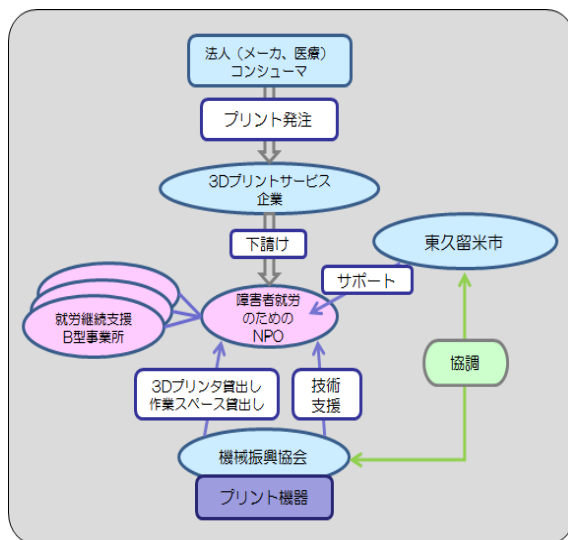 法人（メーカ、医療）
コンシューマ
プリント発注
3Dプリントサービス
企業
下請け
東久留米市
サポート
障害者就労
のための
NPO
就労継続支援
B型事業所
協調
3Dプリンタ貸出し
作業スペース貸出し
技術
支援
機械振興協会
プリント機器